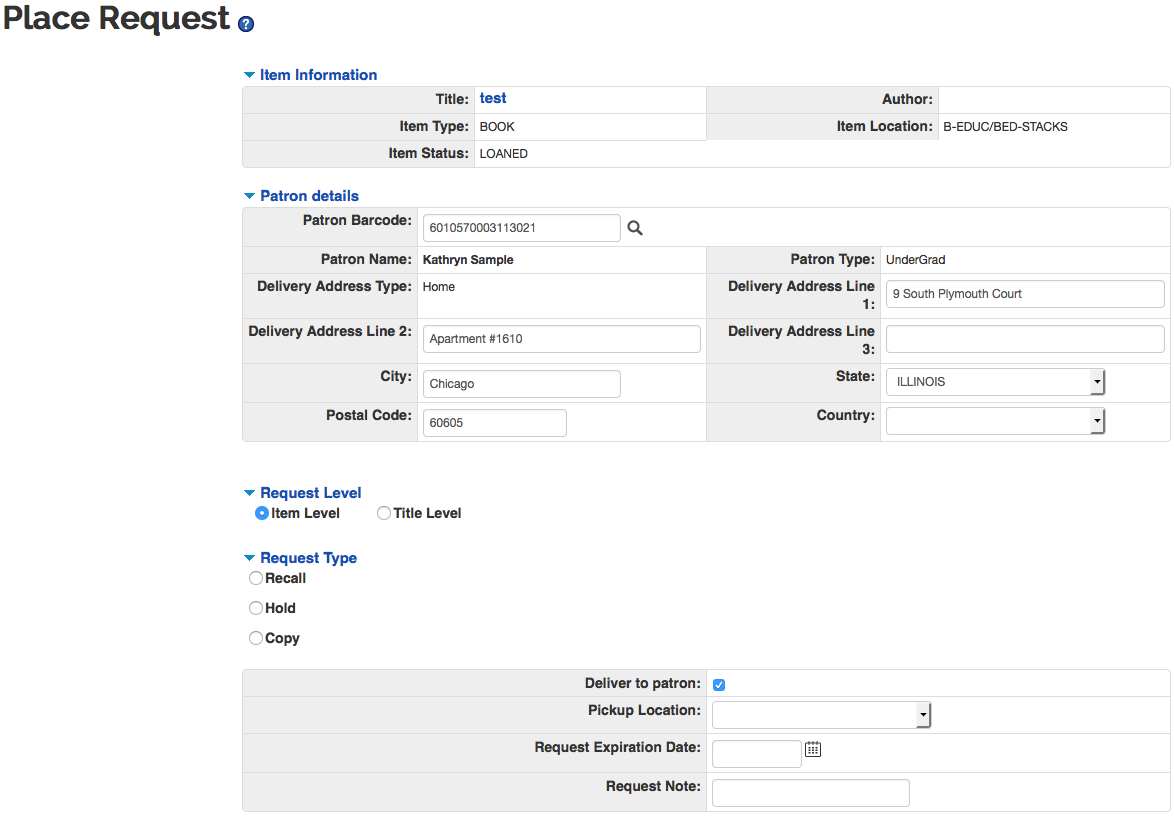 Place Request ?
Item Information
Title: test Author:
Item Type: BOOK Item Location: B-EDUC/BED-STACKS
Item Status: LOANED
Patron details
Patron Barcode: 6010570003113021
Patron Name: Kathryn Sample Patron Type: UnderGrad
Delivery Address Type: Home Delivery Address Line
1: 9 South Plymouth Court
Delivery Address Line 2: Apartment #1610 Delivery Address Line
3:
City: Chicago State: ILLINOIS
Postal Code: 60605 Country:
Request Level
Item Level Title Level
Request Type
Recall
Hold
Copy
Deliver to patron:
Pickup Location:
Request Expiration Date:
Request Note: